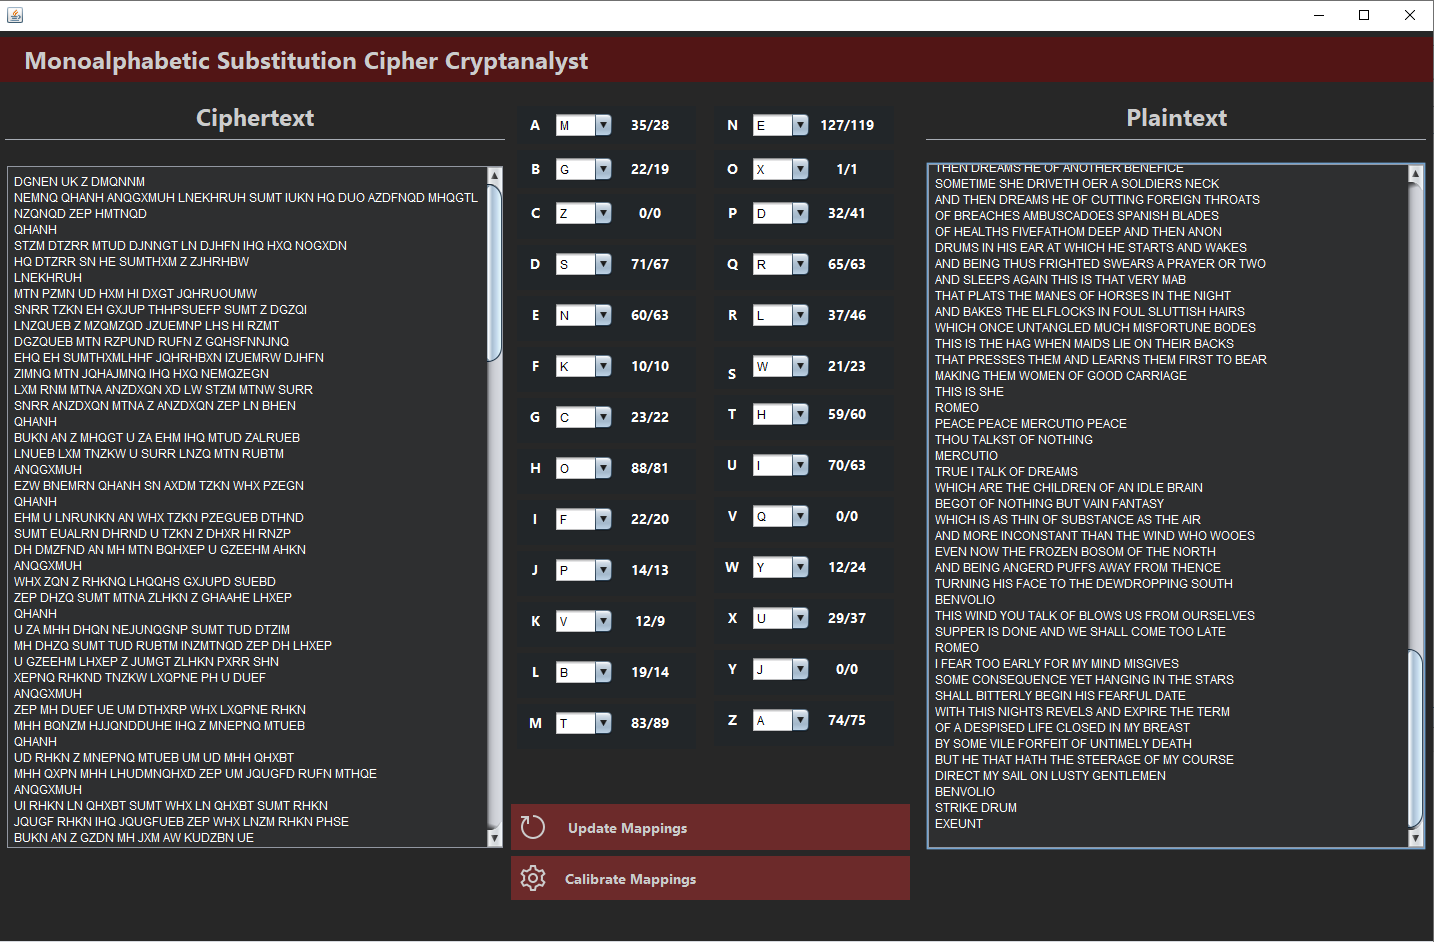 Monoalphabetic Substitution Cipher Cryptanalyst
Ciphertext
DGNEN UK Z DMQNNM
NEMNQ QHANH ANQGXMUH LNEKHRUH SUMT IUKN HQ DUO AZDFNQD MHQGTL
NZQNQD ZEP HMTNQD
QHANH
STZM DTZRR MTUD DJNNGT LN DJHFN IHQ HXQ NOGXDN
HQ DTZRR SN HE SUMTHXM Z ZJHRHBW
LNEKHRUH
MTN PZMN UD HXM HI DXGT JQHRUOUMW
SNRR TZKN EH GXJUP THHPSUEFP SUMT Z DGZQI
LNZQUEB Z MZQMZQD JZUEMNP LHS HI RZMT
DGZQUEB MTN RZPUND RUFN Z GQHSFNNJNQ
EHQ EH SUMTHXMLHHF JQHRHBXN IZUEMRW DJHFN
ZIMNQ MTN JQHAJMNQ IHQ HXQ NEMQZEGN
LXM RNM MTNA ANZDXQN XD LW STZM MTNW SURR
SNRR ANZDXQN MTNA Z ANZDXQN ZEP LN BHEN
QHANH
BUKN AN Z MHQGT U ZA EHM IHQ MTUD ZALRUEB
LNUEB LXM TNZKW U SURR LNZQ MTN RUBTM
ANQGXMUH
EZW BNEMRN QHANH SN AXDM TZKN WHX PZEGN
QHANH
EHM U LNRUNKN AN WHX TZKN PZEGUEB DTHND
SUMT EUALRN DHRND U TZKN Z DHXR HI RNZP
DH DMZFND AN MH MTN BQHXEP U GZEEHM AHKN
ANQGXMUH
WHX ZQN Z RHKNQ LHQQHS GXJUPD SUEBD
ZEP DHZQ SUMT MTNA ZLHKN Z GHAAHE LHXEP
QHANH
U ZA MHH DHQN NEJUNQGNP SUMT TUD DTZIM
MH DHZQ SUMT TUD RUBTM INZMTNQD ZEP DH LHXEP
U GZEEHM LHXEP Z JUMGT ZLHKN PXRR SHN
XEPNQ RHKND TNZKW LXQPNE PH U DUEF
ANQGXMUH
ZEP MH DUEF UE UM DTHXRP WHX LXQPNE RHKN
MHH BQNZM HJJQNDDUHE IHQ Z MNEPNQ MTUEB
QHANH
UD RHKN Z MNEPNQ MTUEB UM UD MHH QHXBT
MHH QXPN MHH LHUDMNQHXD ZEP UM JQUGFD RUFN MTHQE
ANQGXMUH
UI RHKN LN QHXBT SUMT WHX LN QHXBT SUMT RHKN
JQUGF RHKN IHQ JQUGFUEB ZEP WHX LNZM RHKN PHSE
BUKN AN Z GZDN MH JXM AW KUDZBN UE
A M 35/28
B G 22/19
C Z 0/0
D S 71/67
E N 60/63
F K 10/10
G C 23/22
H O 88/81
I F 22/20
J P 14/13
K V 12/9
L B 19/14
M T 83/89
N E 127/119
O X 1/1
P D 32/41
Q R 65/63
R L 37/46
S W 21/23
T H 59/60
U I 70/63
V Q 0/0
W Y 12/24
X U 29/37
Y J 0/0
Z A 74/75
Update Mappings
Calibrate Mappings
Plaintext
THEN DREAMS HE OF ANOTHER BENEFICE
SOMETIME SHE DRIVETH OER A SOLDIERS NECK
AND THEN DREAMS HE OF CUTTING FOREIGN THROATS
OF BREACHES AMBUSCADOES SPANISH BLADES
OF HEALTHS FIVEFATHOM DEEP AND THEN ANON
DRUMS IN HIS EAR AT WHICH HE STARTS AND WAKES
AND BEING THUS FRIGHTED SWEARS A PRAYER OR TWO
AND SLEEPS AGAIN THIS IS THAT VERY MAB
THAT PLATS THE MANES OF HORSES IN THE NIGHT
AND BAKES THE ELFLOCKS IN FOUL SLUTTISH HAIRS
WHICH ONCE UNTANGLED MUCH MISFORTUNE BODES
THIS IS THE HAG WHEN MAIDS LIE ON THEIR BACKS
THAT PRESSES THEM AND LEARNS THEM FIRST TO BEAR
MAKING THEM WOMEN OF GOOD CARRIAGE
THIS IS SHE
ROMEO
PEACE PEACE MERCUTIO PEACE
THOU TALKST OF NOTHING
MERCUTIO
TRUE I TALK OF DREAMS
WHICH ARE THE CHILDREN OF AN IDLE BRAIN
BEGOT OF NOTHING BUT VAIN FANTASY
WHICH IS AS THIN OF SUBSTANCE AS THE AIR
AND MORE INCONSTANT THAN THE WIND WHO WOOES
EVEN NOW THE FROZEN BOSOM OF THE NORTH
AND BEING ANGERD PUFFS AWAY FROM THENCE
TURNING HIS FACE TO THE DEWDROPPING SOUTH
BENVOLIO
THIS WIND YOU TALK OF BLOWS US FROM OURSELVES
SUPPER IS DONE AND WE SHALL COME TOO LATE
ROMEO
I FEAR TOO EARLY FOR MY MIND MISGIVES
SOME CONSEQUENCE YET HANGING IN THE STARS
SHALL BITTERLY BEGIN HIS FEARFUL DATE
WITH THIS NIGHTS REVELS AND EXPIRE THE TERM
OF A DESPISED LIFE CLOSED IN MY BREAST
BY SOME VILE FORFEIT OF UNTIMELY DEATH
BUT HE THAT HATH THE STEERAGE OF MY COURSE
DIRECT MY SAIL ON LUSTY GENTLEMEN
BENVOLIO
STRIKE DRUM
EXEUNT